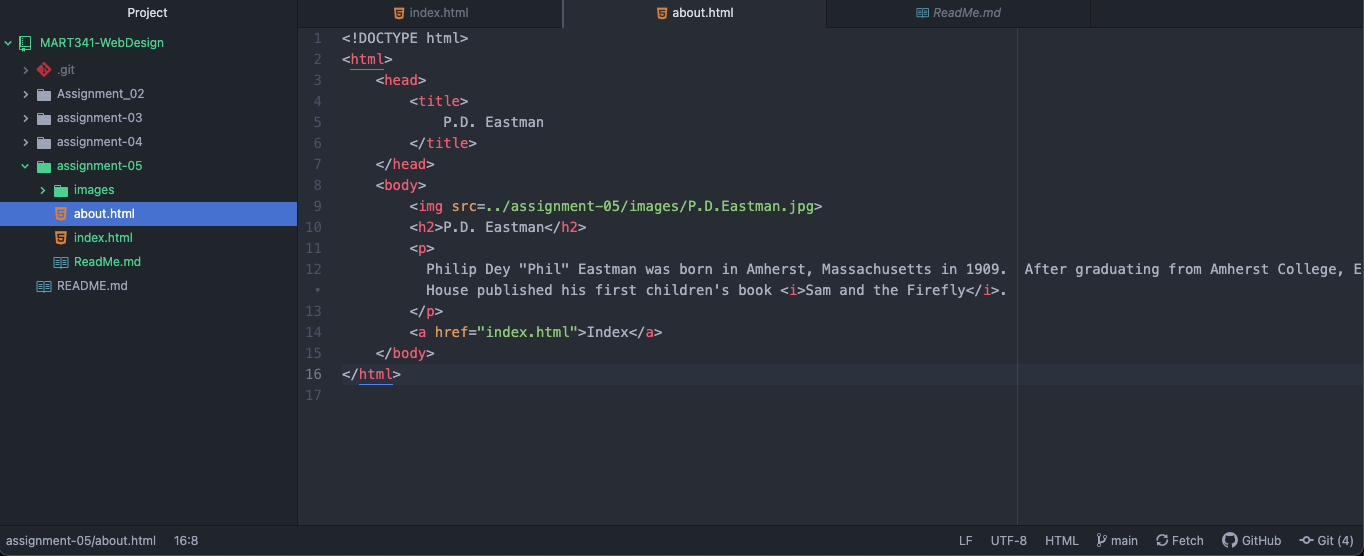 Project
index.html
about.html
ReadMe.md
MART341-WebDesign
.git
Assignment_02
assignment-03
assignment-04
assignment-05
images
about.html
index.html
ReadMe.md
README.md
1 <!DOCTYPE html>
2 <html>
3 <head>
4 <title>
5 P.D. Eastman
6 </title>
7 </head>
8 <body>
9 <img src=../assignment-05/images/P.D.Eastman.jpg>
10 <h2>P.D. Eastman</h2>
11 <p>
12 Philip Dey "Phil" Eastman was born in Amherst, Massachusetts in 1909.  After graduating from Amherst College, E
• House published his first children's book <i>Sam and the Firefly</i>.
13 </p>
14 <a href="index.html">Index</a>
15 </body>
16 </html>
17
assignment-05/about.html 16:8 LF UTF-8 HTML main Fetch GitHub Git (4)